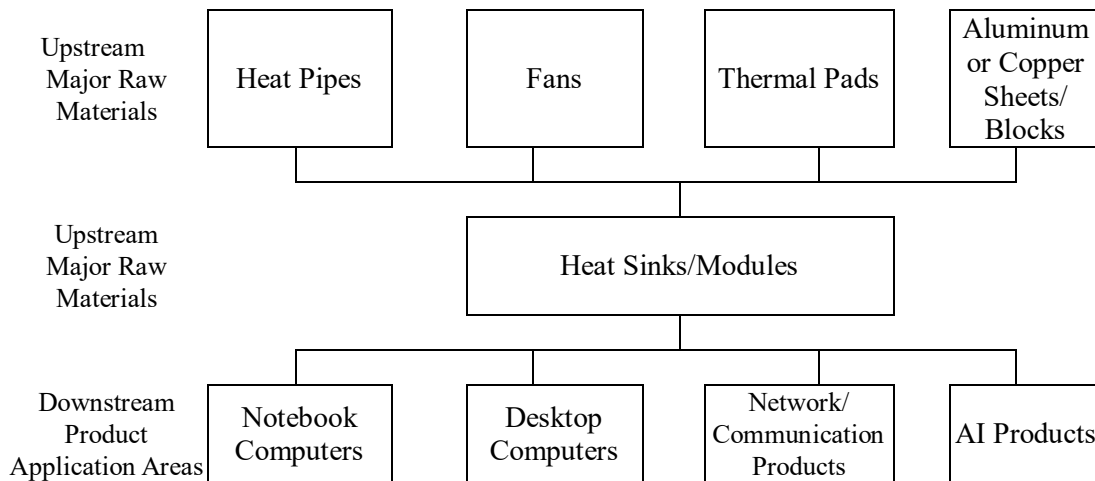 Upstream
Major Raw
Materials
Heat Pipes
Fans
Thermal Pads
Aluminum
or Copper
Sheets/
Blocks
Upstream
Major Raw
Materials
Heat Sinks/Modules
Downstream
Product
Application Areas
Notebook
Computers
Desktop
Computers
Network/
Communication
Products
AI Products